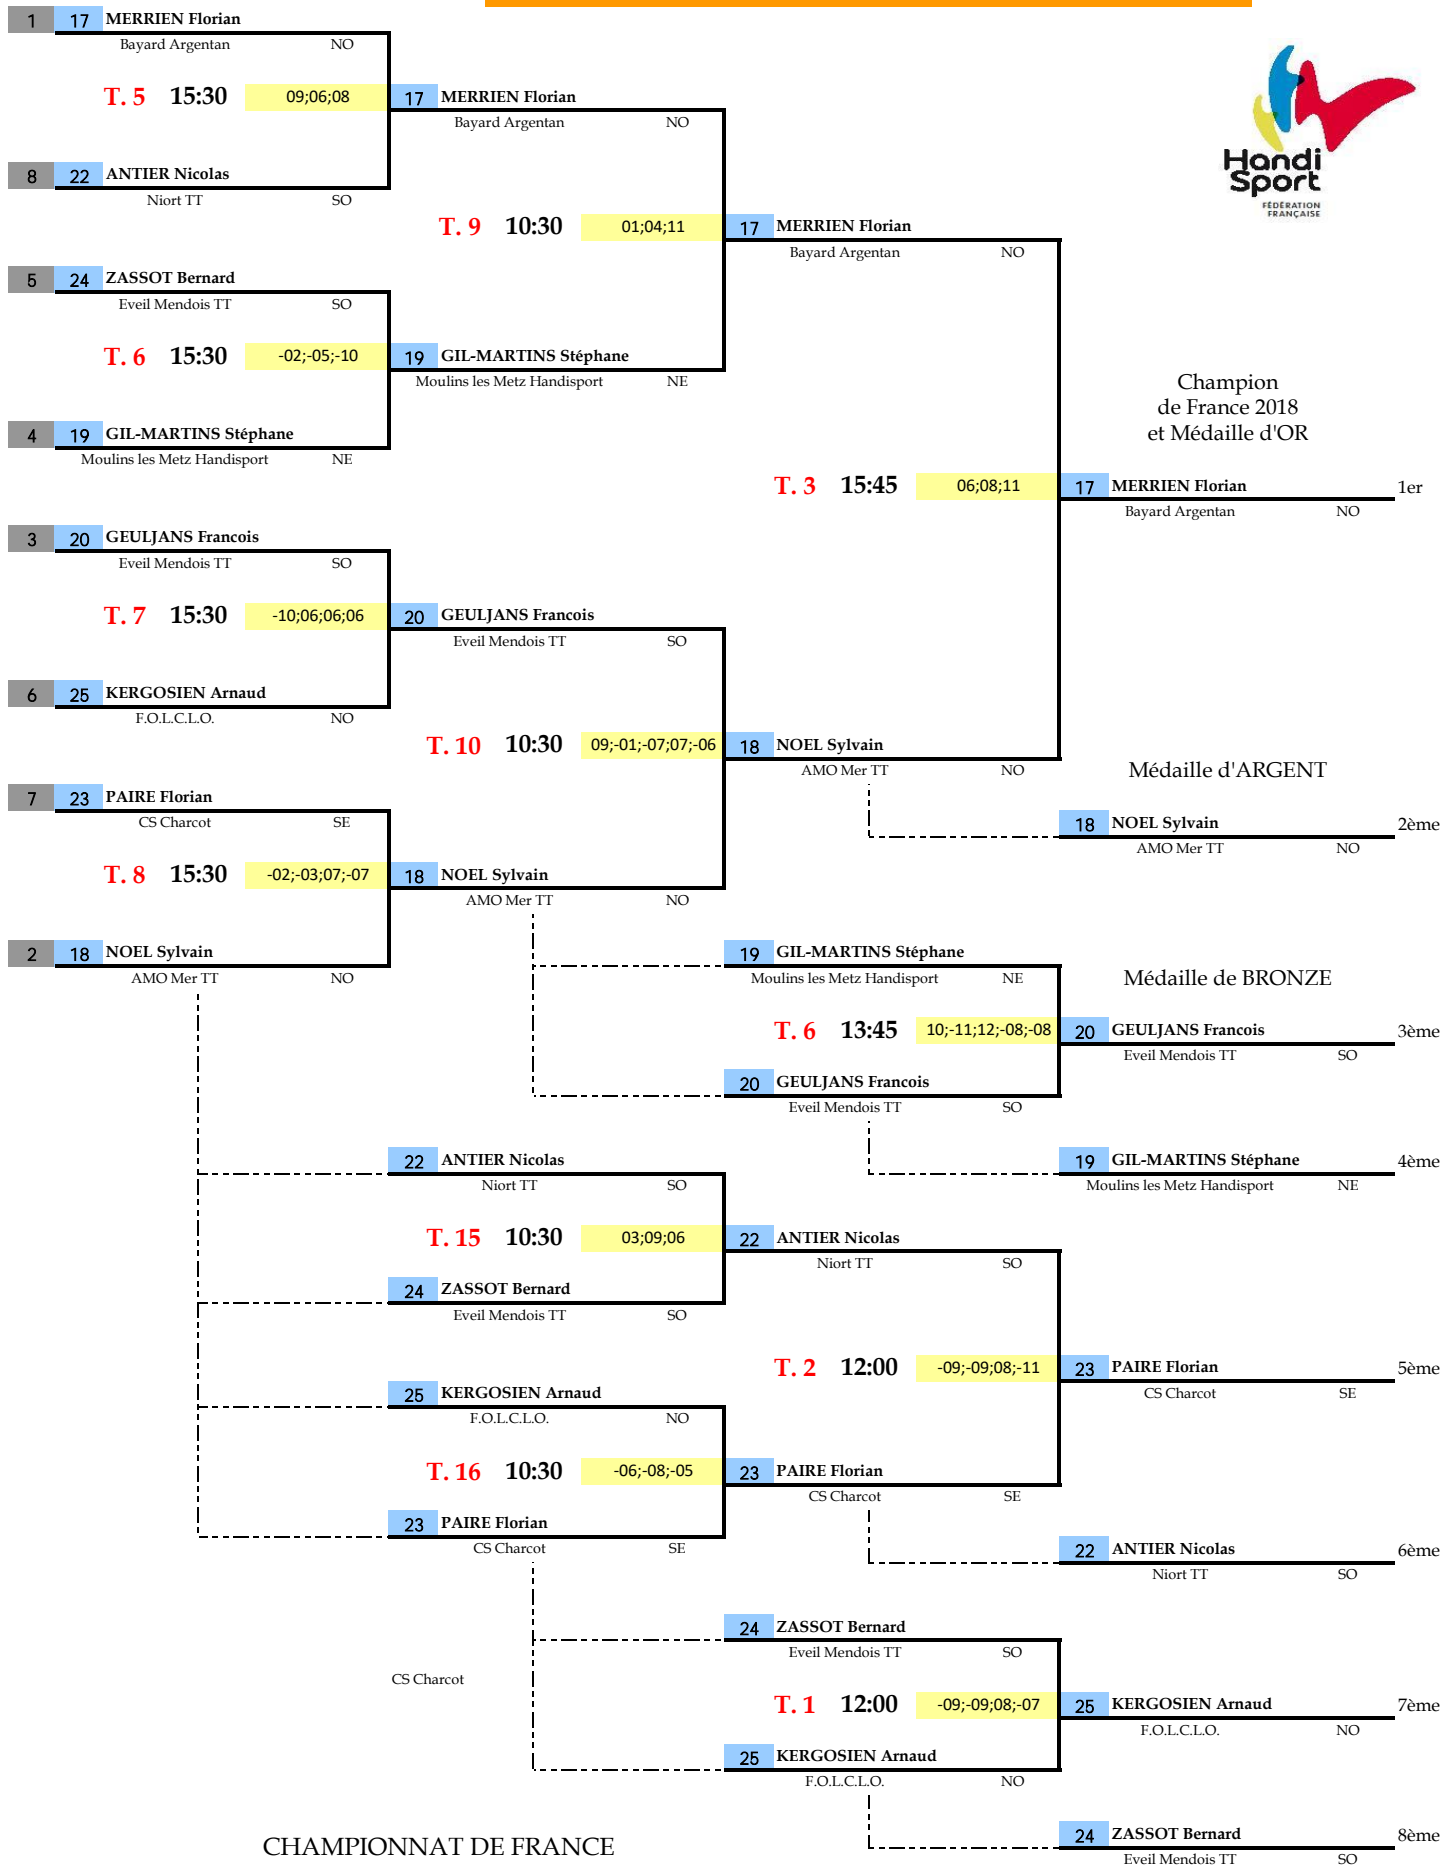 1 17 MERRIEN Florian
Bayard Argentan NO
T. 5 15:30 09;06;08
17 MERRIEN Florian
Bayard Argentan NO
8 22 ANTIER Nicolas
Niort TT SO
T. 9 10:30 01;04;11
17 MERRIEN Florian
Bayard Argentan NO
5 24 ZASSOT Bernard
Eveil Mendois TT SO
T. 6 15:30 -02;-05;-10
19 GIL-MARTINS Stéphane
Moulins les Metz Handisport NE
4 19 GIL-MARTINS Stéphane
Moulins les Metz Handisport NE
Handi
Sport
FÉDÉRATION
FRANÇAISE
Champion
de France 2018
et Médaille d'OR
T. 3 15:45 06;08;11
17 MERRIEN Florian 1er
Bayard Argentan NO
3 20 GEULJANS Francois
Eveil Mendois TT SO
T. 7 15:30 -10;06;06;06
20 GEULJANS Francois
Eveil Mendois TT SO
6 25 KERGOSIEN Arnaud
F.O.L.C.L.O. NO
T. 10 10:30 09;-01;-07;07;-06
18 NOEL Sylvain
AMO Mer TT NO
Médaille d'ARGENT
7 23 PAIRE Florian
CS Charcot SE
18 NOEL Sylvain 2ème
AMO Mer TT NO
T. 8 15:30 -02;-03;07;-07
18 NOEL Sylvain
AMO Mer TT NO
2 18 NOEL Sylvain
AMO Mer TT NO
19 GIL-MARTINS Stéphane
Moulins les Metz Handisport NE
Médaille de BRONZE
T. 6 13:45 10;-11;12;-08;-08
20 GEULJANS Francois 3ème
Eveil Mendois TT SO
20 GEULJANS Francois
Eveil Mendois TT SO
22 ANTIER Nicolas
Niort TT SO
19 GIL-MARTINS Stéphane 4ème
Moulins les Metz Handisport NE
T. 15 10:30 03;09;06
22 ANTIER Nicolas
Niort TT SO
24 ZASSOT Bernard
Eveil Mendois TT SO
T. 2 12:00 -09;-09;08;-11
23 PAIRE Florian 5ème
CS Charcot SE
25 KERGOSIEN Arnaud
F.O.L.C.L.O. NO
T. 16 10:30 -06;-08;-05
23 PAIRE Florian
CS Charcot SE
23 PAIRE Florian
CS Charcot SE
22 ANTIER Nicolas 6ème
Niort TT SO
24 ZASSOT Bernard
Eveil Mendois TT SO
CS Charcot
T. 1 12:00 -09;-09;08;-07
25 KERGOSIEN Arnaud 7ème
F.O.L.C.L.O. NO
25 KERGOSIEN Arnaud
F.O.L.C.L.O. NO
24 ZASSOT Bernard 8ème
Eveil Mendois TT SO
CHAMPIONNAT DE FRANCE